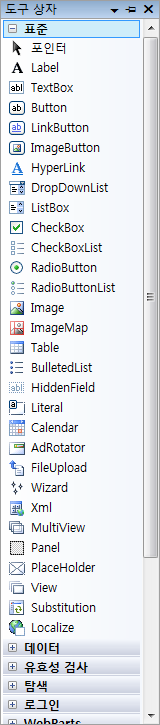 도구 상자
표준
포인터
Label
TextBox
Button
LinkButton
ImageButton
HyperLink
DropDownList
ListBox
CheckBox
CheckBoxList
RadioButton
RadioButtonList
Image
ImageMap
Table
BulletedList
HiddenField
Literal
Calendar
AdRotator
FileUpload
Wizard
Xml
MultiView
Panel
PlaceHolder
View
Substitution
Localize
데이터
유효성 검사
탐색
로그인
WebParts